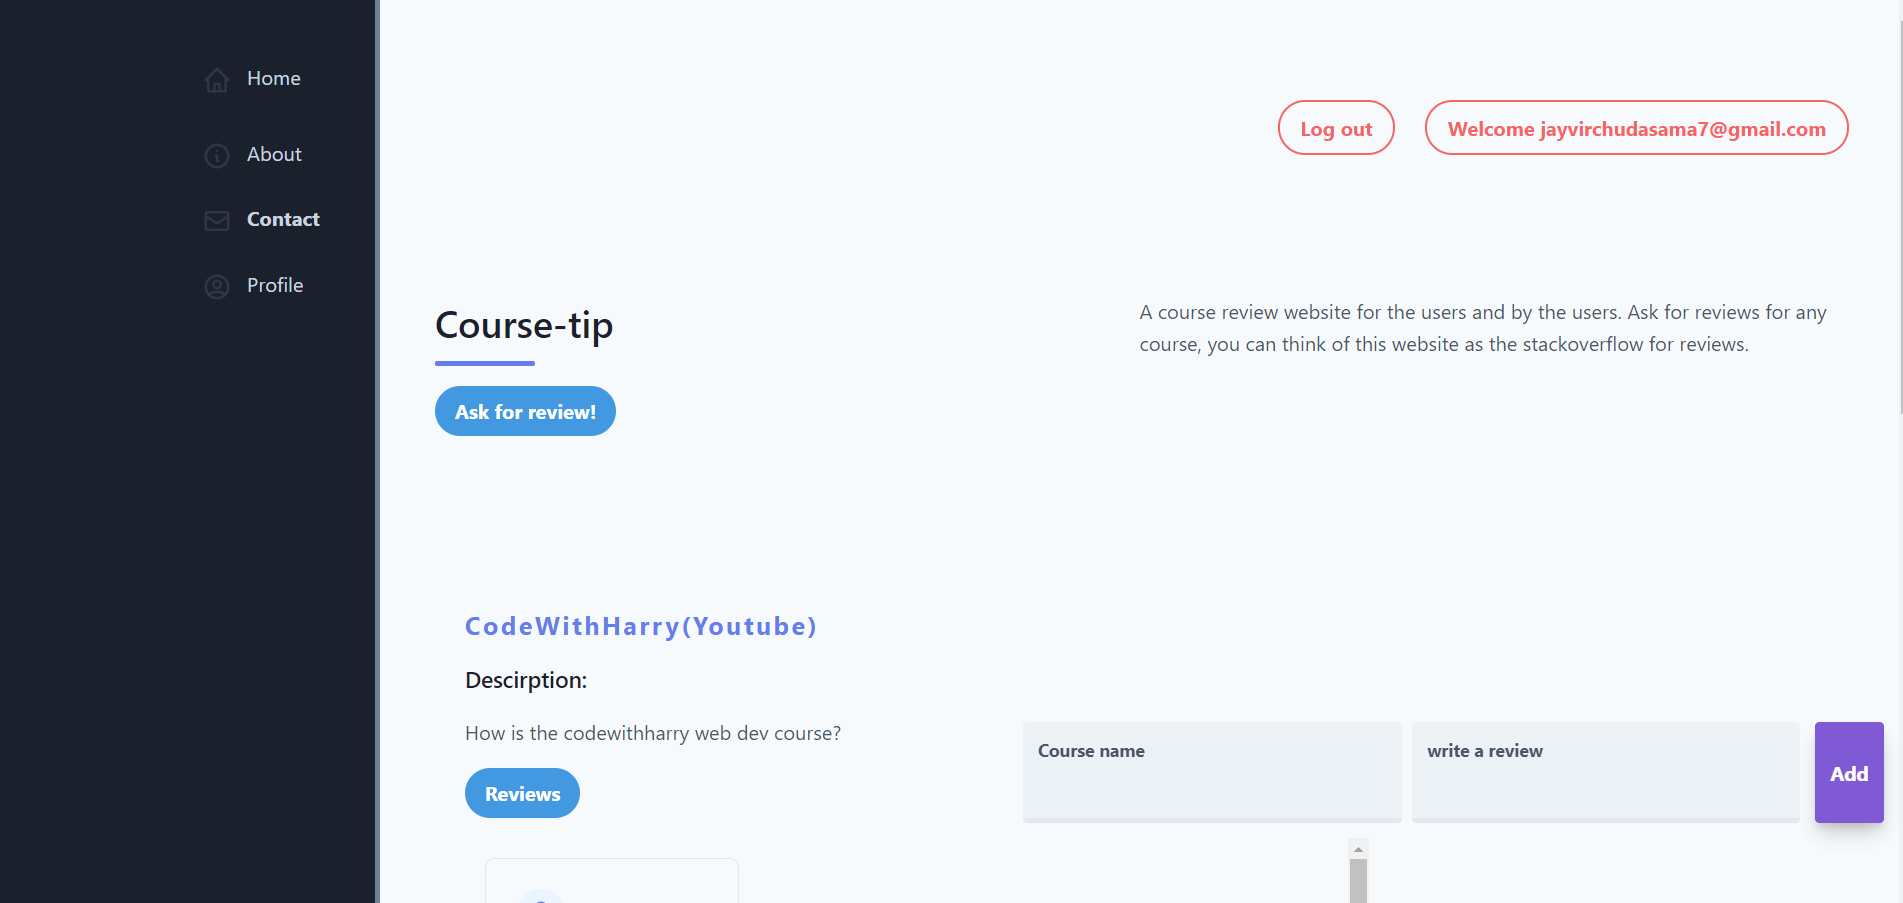 Home
About
Contact
Profile
Log out
Welcome jayvirchudasama7@gmail.com
Course-tip
A course review website for the users and by the users. Ask for reviews for any
course, you can think of this website as the stackoverflow for reviews.
Ask for review!
CodeWithHarry(Youtube)
Descirption:
How is the codewithharry web dev course?
Course name
write a review
Add
Reviews